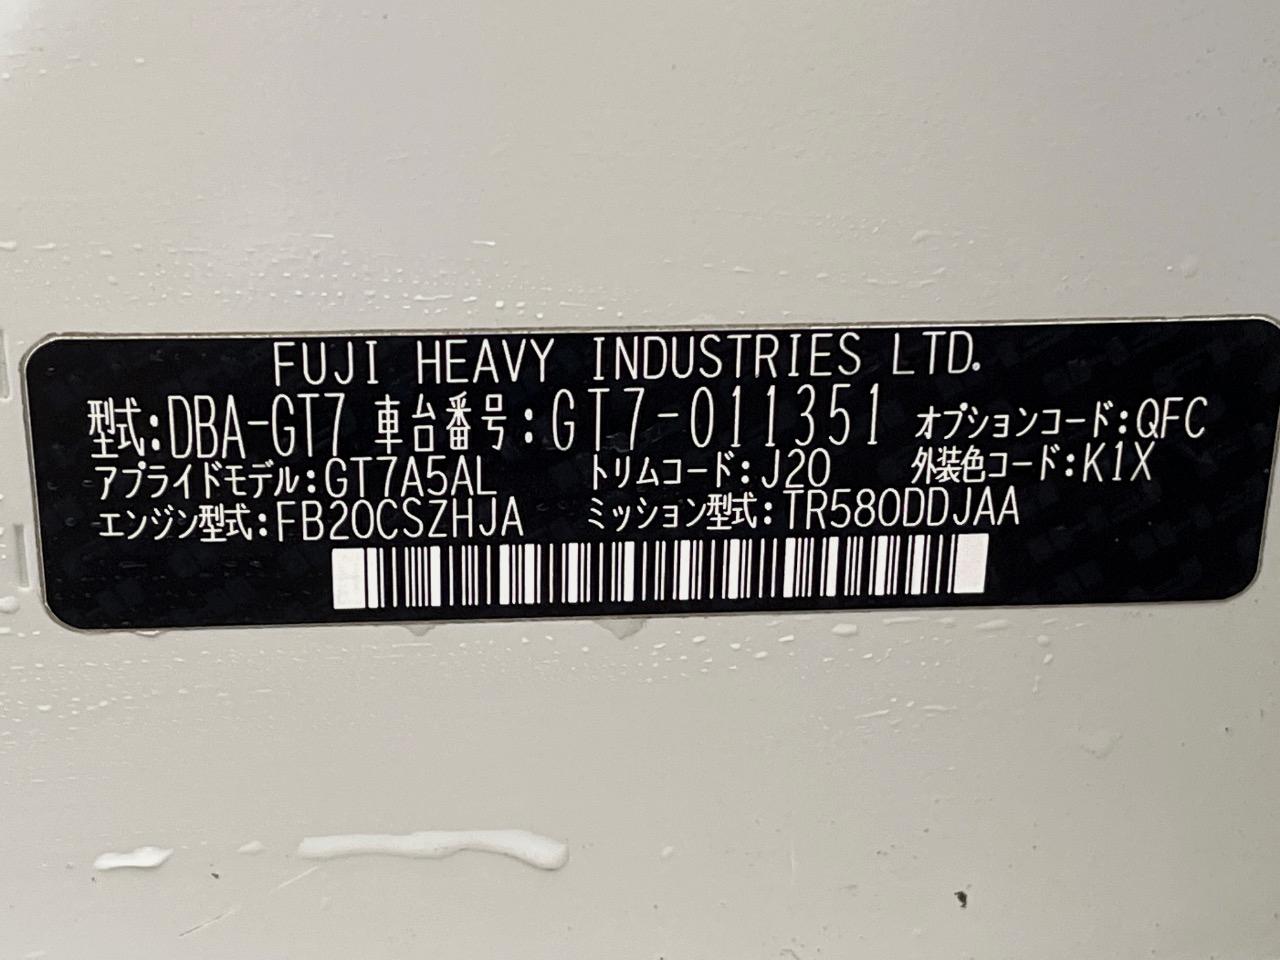 FUJI HEAVY INDUSTRIES LTD.
型式:DBA-GT7 車台番号:GT7-011351 オプションコード:QFC
アプライドモデル:GT7A5AL トリムコード:J20 外装色コード:K1X
エンジン型式:FB20CSZHJA ミッション型式:TR580DDJAA